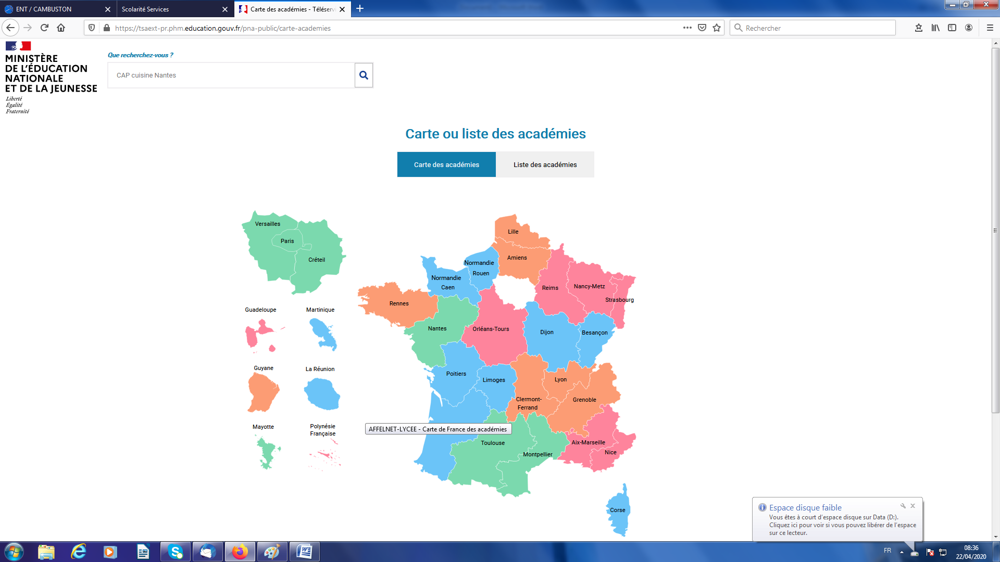 ENT / CAMBUSTON
Scolarité Services
Carte des académies - Téléservi
https://tsaext-pr.phm.education.gouv.fr/pna-public/carte-academies
Rechercher
MINISTÈRE
DE L'ÉDUCATION
NATIONALE
ET DE LA JEUNESSE
Liberté
Égalité
Fraternité
Que recherchez-vous ?
CAP cuisine Nantes
Carte ou liste des académies
Carte des académies
Liste des académies
Versailles
Paris
Créteil
Guadeloupe
Martinique
Guyane
La Réunion
Mayotte
Polynésie
Française
Lille
Amiens
Normandie
Rouen
Normandie
Caen
Reims
Nancy-Metz
Strasbourg
Rennes
Nantes
Orléans-Tours
Dijon
Besançon
Poitiers
Limoges
Lyon
Clermont-
Ferrand
Grenoble
AFFELNET-LYCEE - Carte de France des académies
Toulouse
Montpellier
Aix-Marseille
Nice
Corse
Espace disque faible
Vous êtes à court d'espace disque sur Data (D:).
Cliquez ici pour voir si vous pouvez libérer de l'espace
sur ce lecteur.
FR
08:36
22/04/2020